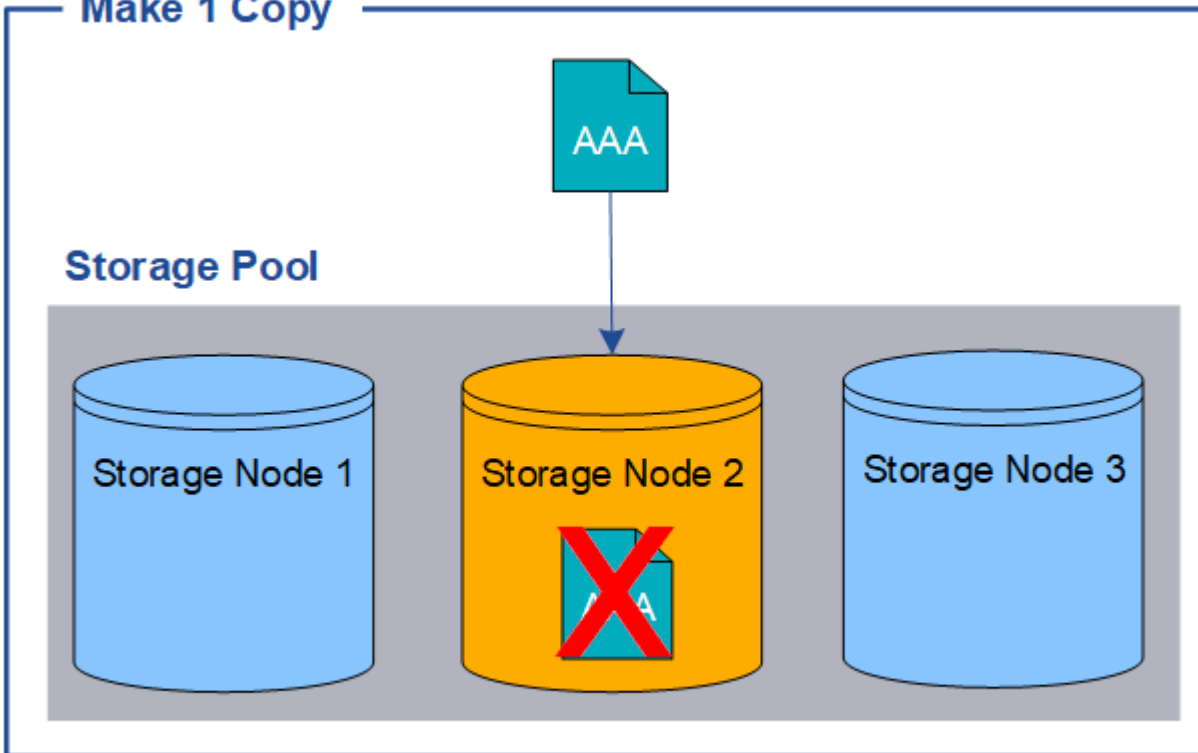 Make 1 Copy
AAA
Storage Pool
Storage Node 1
Storage Node 2
Storage Node 3